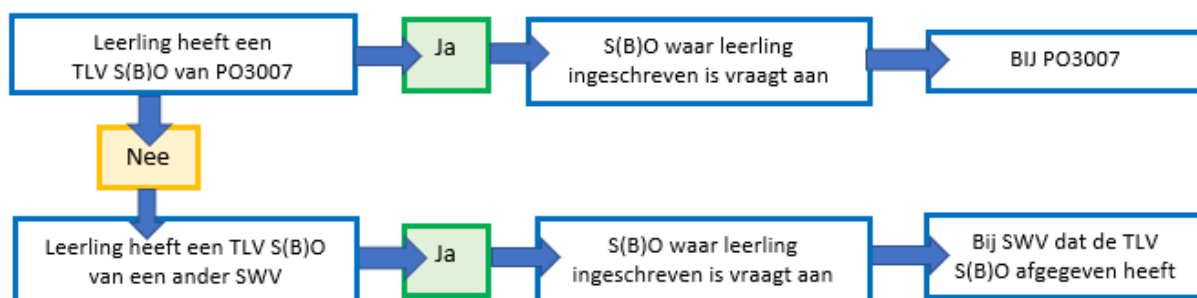 Leerling heeft een
TLV S(B)O van PO3007
Ja
S(B)O waar leerling
ingeschreven is vraagt aan
BIJ PO3007
Nee
Leerling heeft een TLV S(B)O
van een ander SWV
Ja
S(B)O waar leerling
ingeschreven is vraagt aan
Bij SWV dat de TLV
S(B)O afgegeven heeft